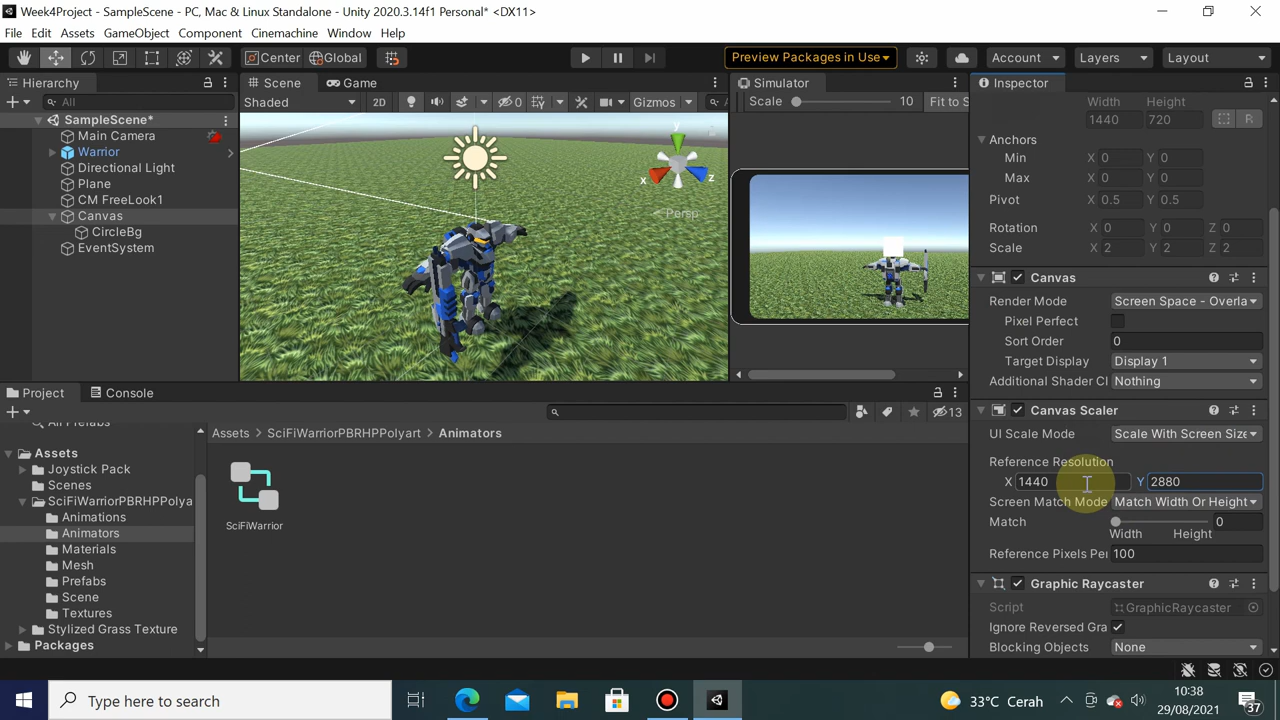 Week4Project - SampleScene - PC, Mac & Linux Standalone - Unity 2020.3.14f1 Personal* <DX11>
File Edit Assets GameObject Component Cinemachine Window Help
Center Global Preview Packages in Use Account Layers Layout
Hierarchy
All
SampleScene*
Main Camera
Warrior
Directional Light
Plane
CM FreeLook1
Canvas
CircleBg
EventSystem
Scene Game
Shaded 2D 0 Gizmos A
y
x
z
Persp
Simulator
Scale 10 Fit to S
Inspector
Width Height
1440 720 R
Anchors
Min X 0 Y 0
Max X 0 Y 0
Pivot X 0.5 Y 0.5
Rotation X 0 Y 0 Z 0
Scale X 2 Y 2 Z 2
Canvas
Render Mode Screen Space - Overla
Pixel Perfect
Sort Order 0
Target Display Display 1
Additional Shader Cl Nothing
Canvas Scaler
UI Scale Mode Scale With Screen Size
Reference Resolution
X 1440 Y 2880
Screen Match Mode Match Width Or Height
Match 0
Width Height
Reference Pixels Per 100
Graphic Raycaster
Script GraphicRaycaster
Ignore Reversed Gra
Blocking Objects None
Project Console
13
All Prefabs
Assets
Joystick Pack
Scenes
SciFiWarriorPBRHPPolya
Animations
Animators
Materials
Mesh
Prefabs
Scene
Textures
Stylized Grass Texture
Packages
Assets > SciFiWarriorPBRHPPolyart > Animators
SciFiWarrior
Type here to search
33°C Cerah
10:38
29/08/2021
37